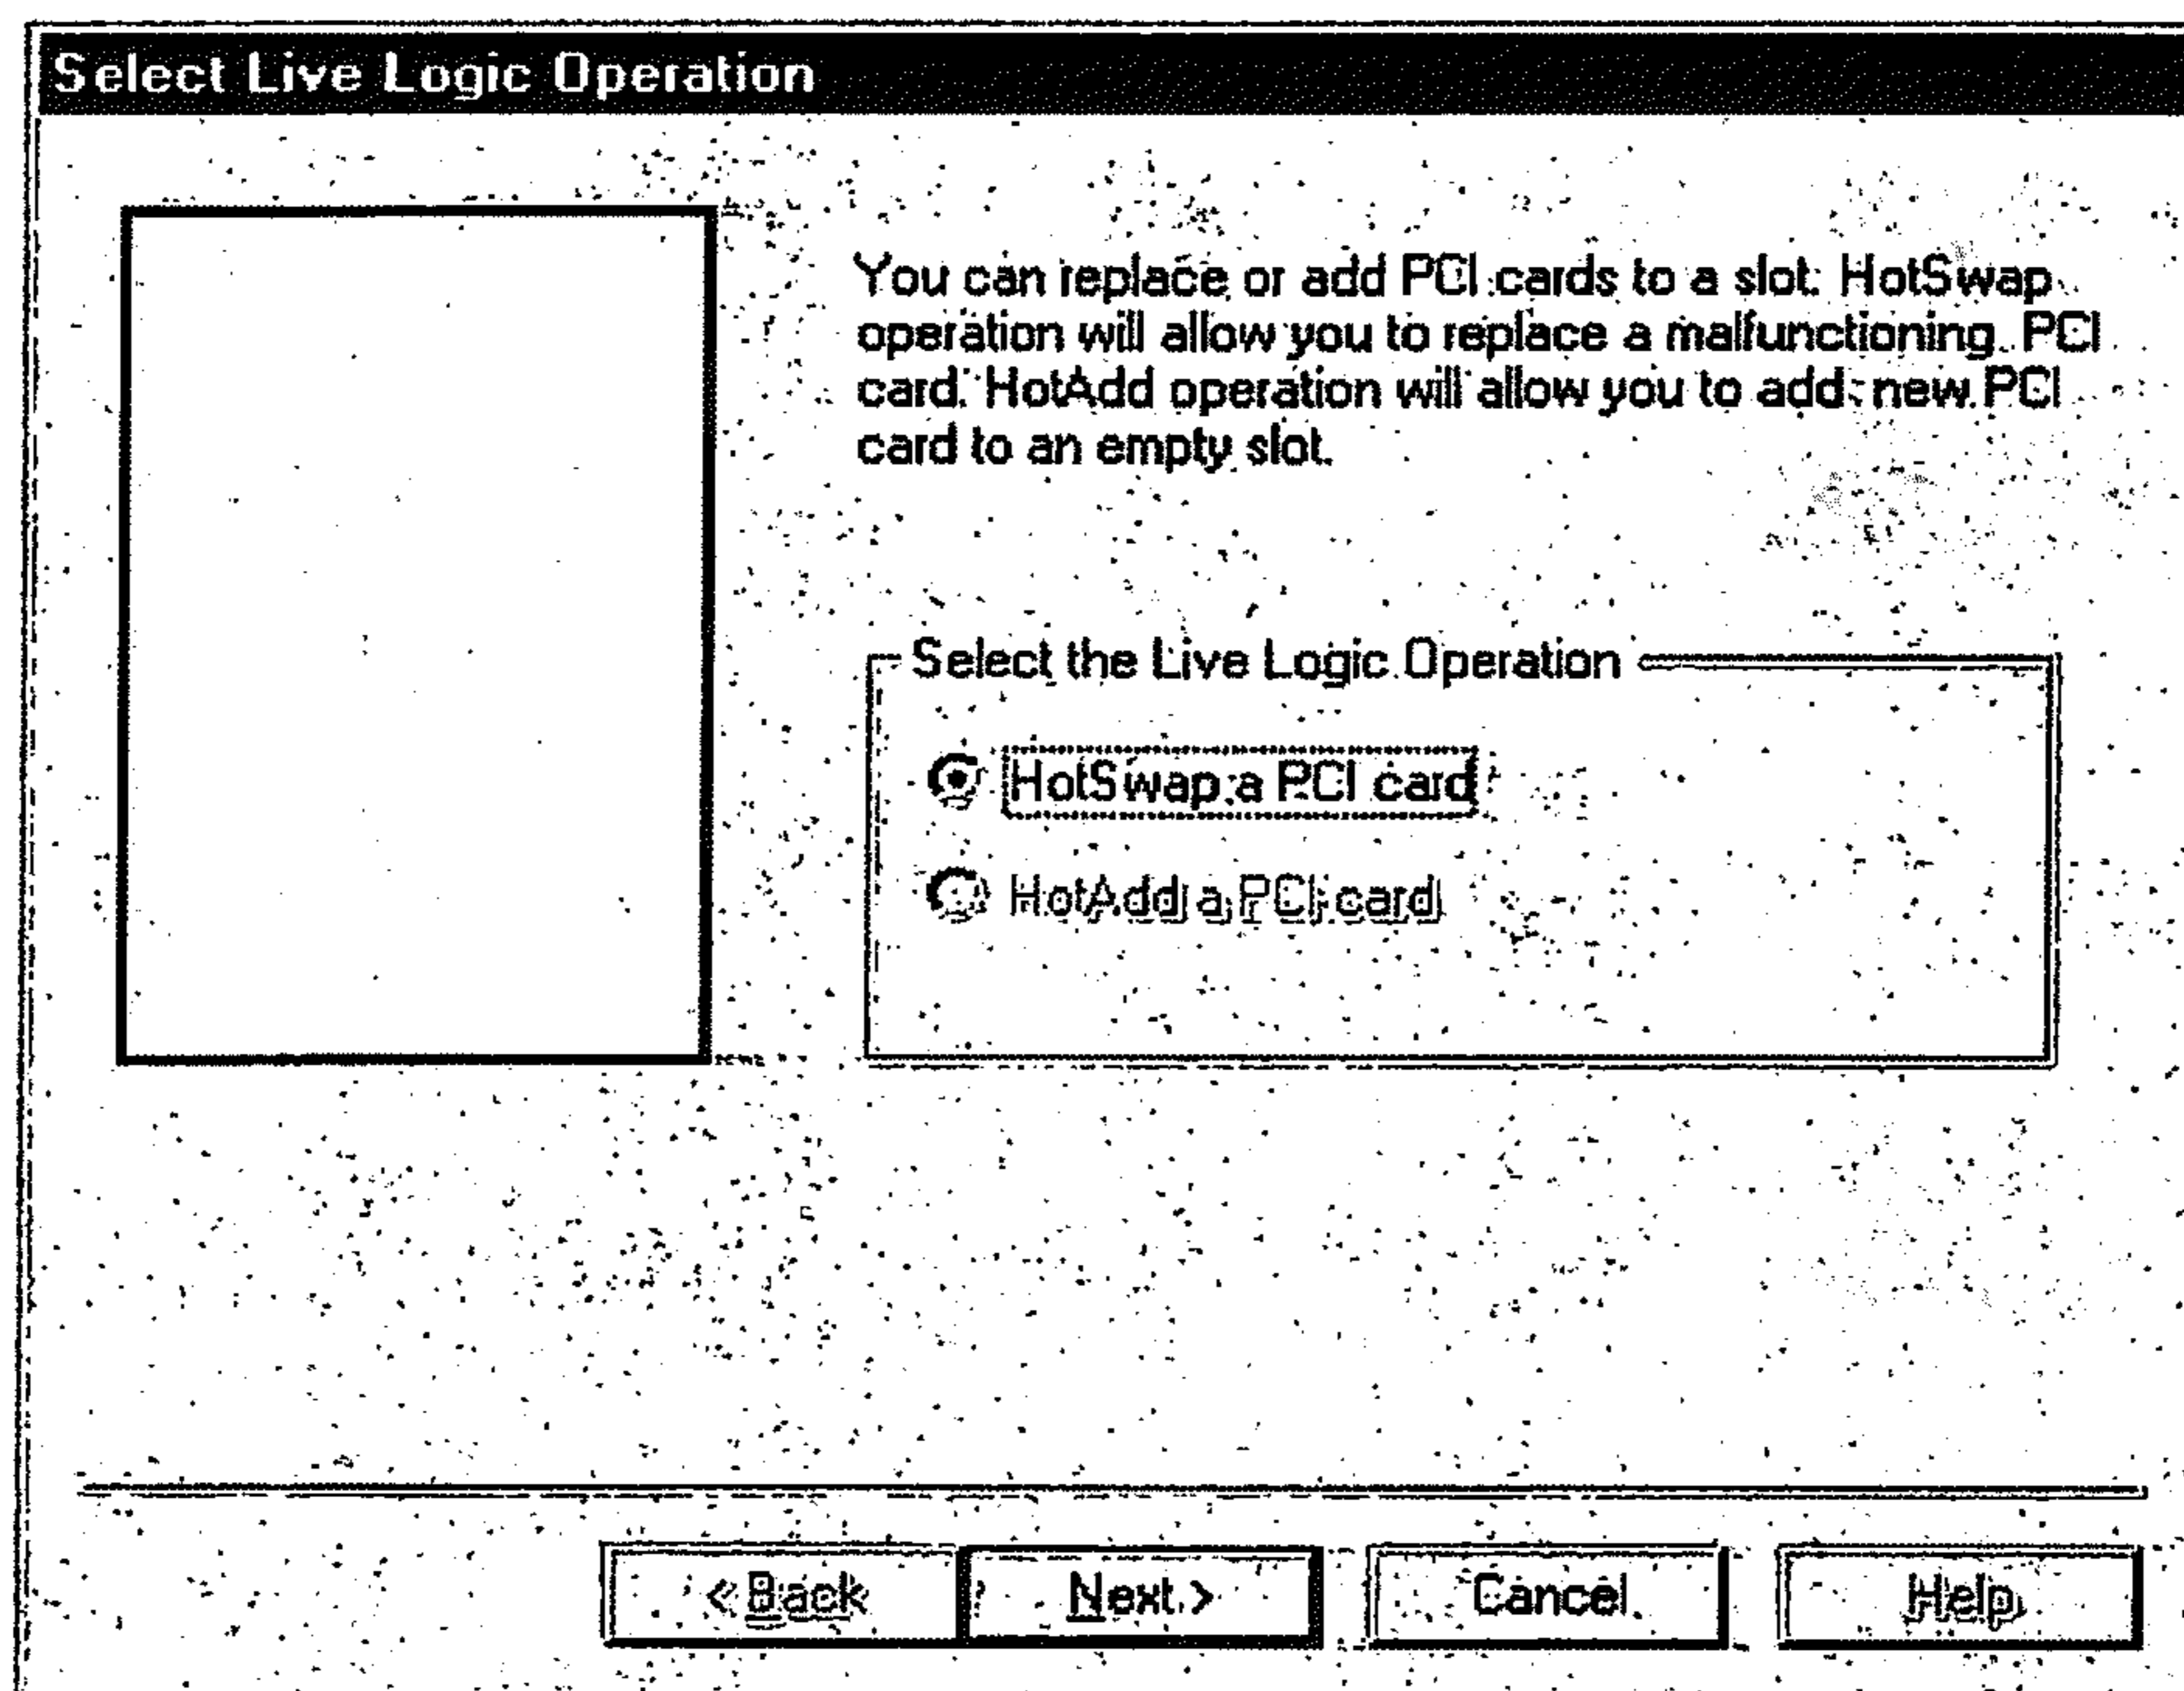 Select Live Logic Operation
You can replace or add PCI cards to a slot. HotSwap
operation will allow you to replace a malfunctioning PCI
card. HotAdd operation will allow you to add new PCI
card to an empty slot.
Select the Live Logic Operation
HotSwap a PCI card
HotAdd a PCI card
< Back Next > Cancel Help